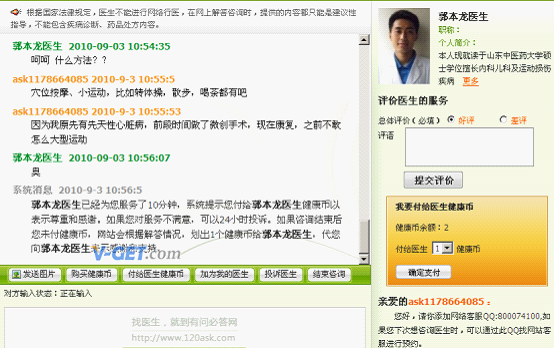 根据国家法律规定，医生不能进行网络行医，在网上解答咨询时，提供的内容都只能是建议性
指导，不能包含疾病诊断、药品处方内容。
郭本龙医生 2010-09-03 10:54:35
呵呵 什么方法？？
ask1178664085 2010-9-3 10:55:5
穴位按摩、小运动，比如转体操，散步，喝茶都有吧
ask1178664085 2010-9-3 10:55:53
因为我原先有先天性心脏病，前段时间做了微创手术，现在康复，之前不敢
怎么大型运动
郭本龙医生 2010-09-03 10:56:07
奥
系统消息 2010-9-3 10:56:5
郭本龙医生已经为您服务了10分钟，系统提示您付给郭本龙医生健康币以
表示尊重和感谢。如果您对服务不满意，可以24小时投诉。如果咨询结束后
您未付健康币，网站会根据解答情况，划出1个健康币给郭本龙医生，代您
向郭本龙医生表示感谢和支持
V-GET.com
发送图片
购买健康币
付给医生健康币
加为我的医生
投诉医生
结束咨询
对方输入状态：正在输入
找医生，就到有问必答网
http://www.120ask.com
郭本龙医生
职称：
个人简介：
本人现就读于山东中医药大学硕
士学位擅长内科儿科及运动损伤
疾病 更多
评价医生的服务
总体评价（必填） 好评 差评
评语
提交评价
我要付给医生健康币
健康币余额：2
付给医生 1 健康币
确定支付
亲爱的ask1178664085：
您好，请你添加网络客服QQ:800074100,如
果您下次想咨询医生时，可以通过此QQ找网站客
服进行预约。